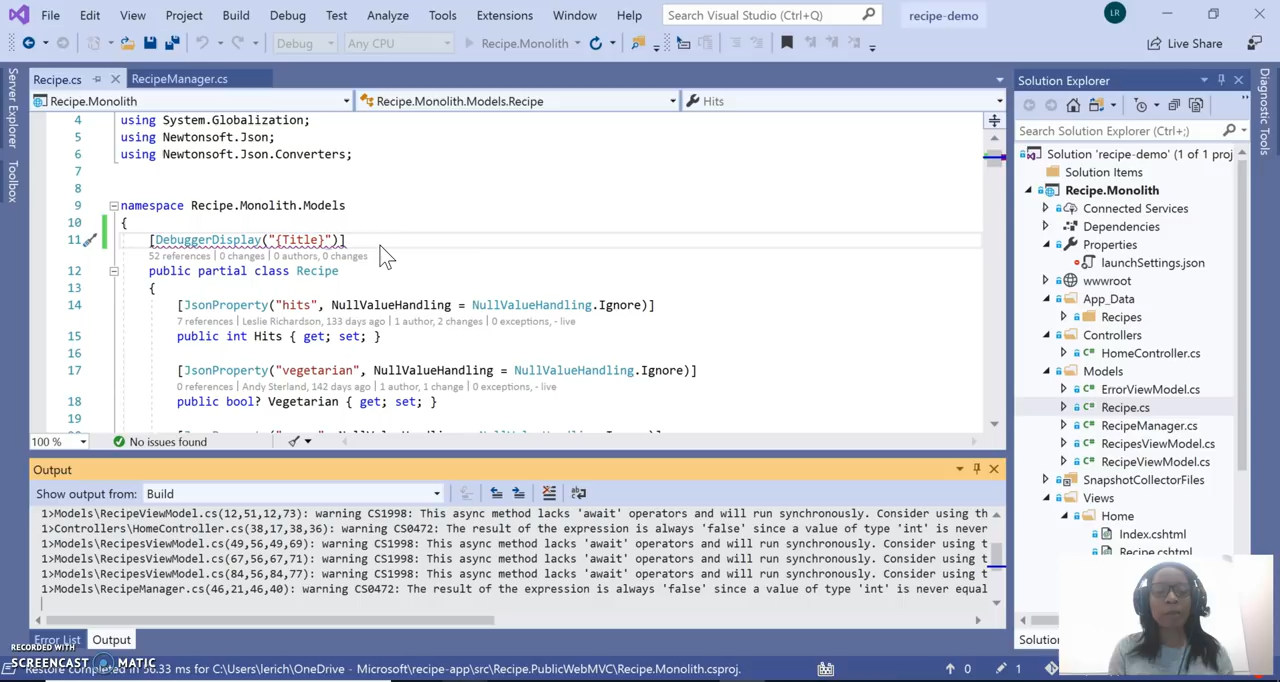 File Edit View Project Build Debug Test Analyze Tools Extensions Window Help Search Visual Studio (Ctrl+Q) recipe-demo LR
Debug Any CPU Recipe.Monolith Live Share
Server Explorer
Toolbox
Recipe.cs RecipeManager.cs
Recipe.Monolith Recipe.Monolith.Models.Recipe Hits
4 using System.Globalization;
5 using Newtonsoft.Json;
6 using Newtonsoft.Json.Converters;
7
8
9 namespace Recipe.Monolith.Models
10 {
11 [DebuggerDisplay("{Title}")]
52 references | 0 changes | 0 authors, 0 changes
12 public partial class Recipe
13 {
14 [JsonProperty("hits", NullValueHandling = NullValueHandling.Ignore)]
7 references | Leslie Richardson, 133 days ago | 1 author, 2 changes | 0 exceptions, - live
15 public int Hits { get; set; }
16
17 [JsonProperty("vegetarian", NullValueHandling = NullValueHandling.Ignore)]
0 references | Andy Sterland, 142 days ago | 1 author, 1 change | 0 exceptions, - live
18 public bool? Vegetarian { get; set; }
19
100 % No issues found
Output
Show output from: Build
1>Models\RecipeViewModel.cs(12,51,12,73): warning CS1998: This async method lacks 'await' operators and will run synchronously. Consider using th
1>Controllers\HomeController.cs(38,17,38,36): warning CS0472: The result of the expression is always 'false' since a value of type 'int' is never
1>Models\RecipesViewModel.cs(49,56,49,69): warning CS1998: This async method lacks 'await' operators and will run synchronously. Consider using t
1>Models\RecipesViewModel.cs(67,56,67,71): warning CS1998: This async method lacks 'await' operators and will run synchronously. Consider using t
1>Models\RecipesViewModel.cs(84,56,84,77): warning CS1998: This async method lacks 'await' operators and will run synchronously. Consider using t
1>Models\RecipeManager.cs(46,21,46,40): warning CS0472: The result of the expression is always 'false' since a value of type 'int' is never equal
Error List Output
RECORDED WITH
SCREENCAST MATIC
Restore completed in 56.33 ms for C:\Users\lerich\OneDrive - Microsoft\recipe-app\src\Recipe.PublicWebMVC\Recipe.Monolith.csproj. 0 1
Solution Explorer
Search Solution Explorer (Ctrl+;)
Solution 'recipe-demo' (1 of 1 proj
Solution Items
Recipe.Monolith
Connected Services
Dependencies
Properties
launchSettings.json
wwwroot
App_Data
Recipes
Controllers
HomeController.cs
Models
ErrorViewModel.cs
Recipe.cs
RecipeManager.cs
RecipesViewModel.cs
RecipeViewModel.cs
SnapshotCollectorFiles
Views
Home
Index.cshtml
Recipe.cshtml
Solutio
Diagnostic Tools